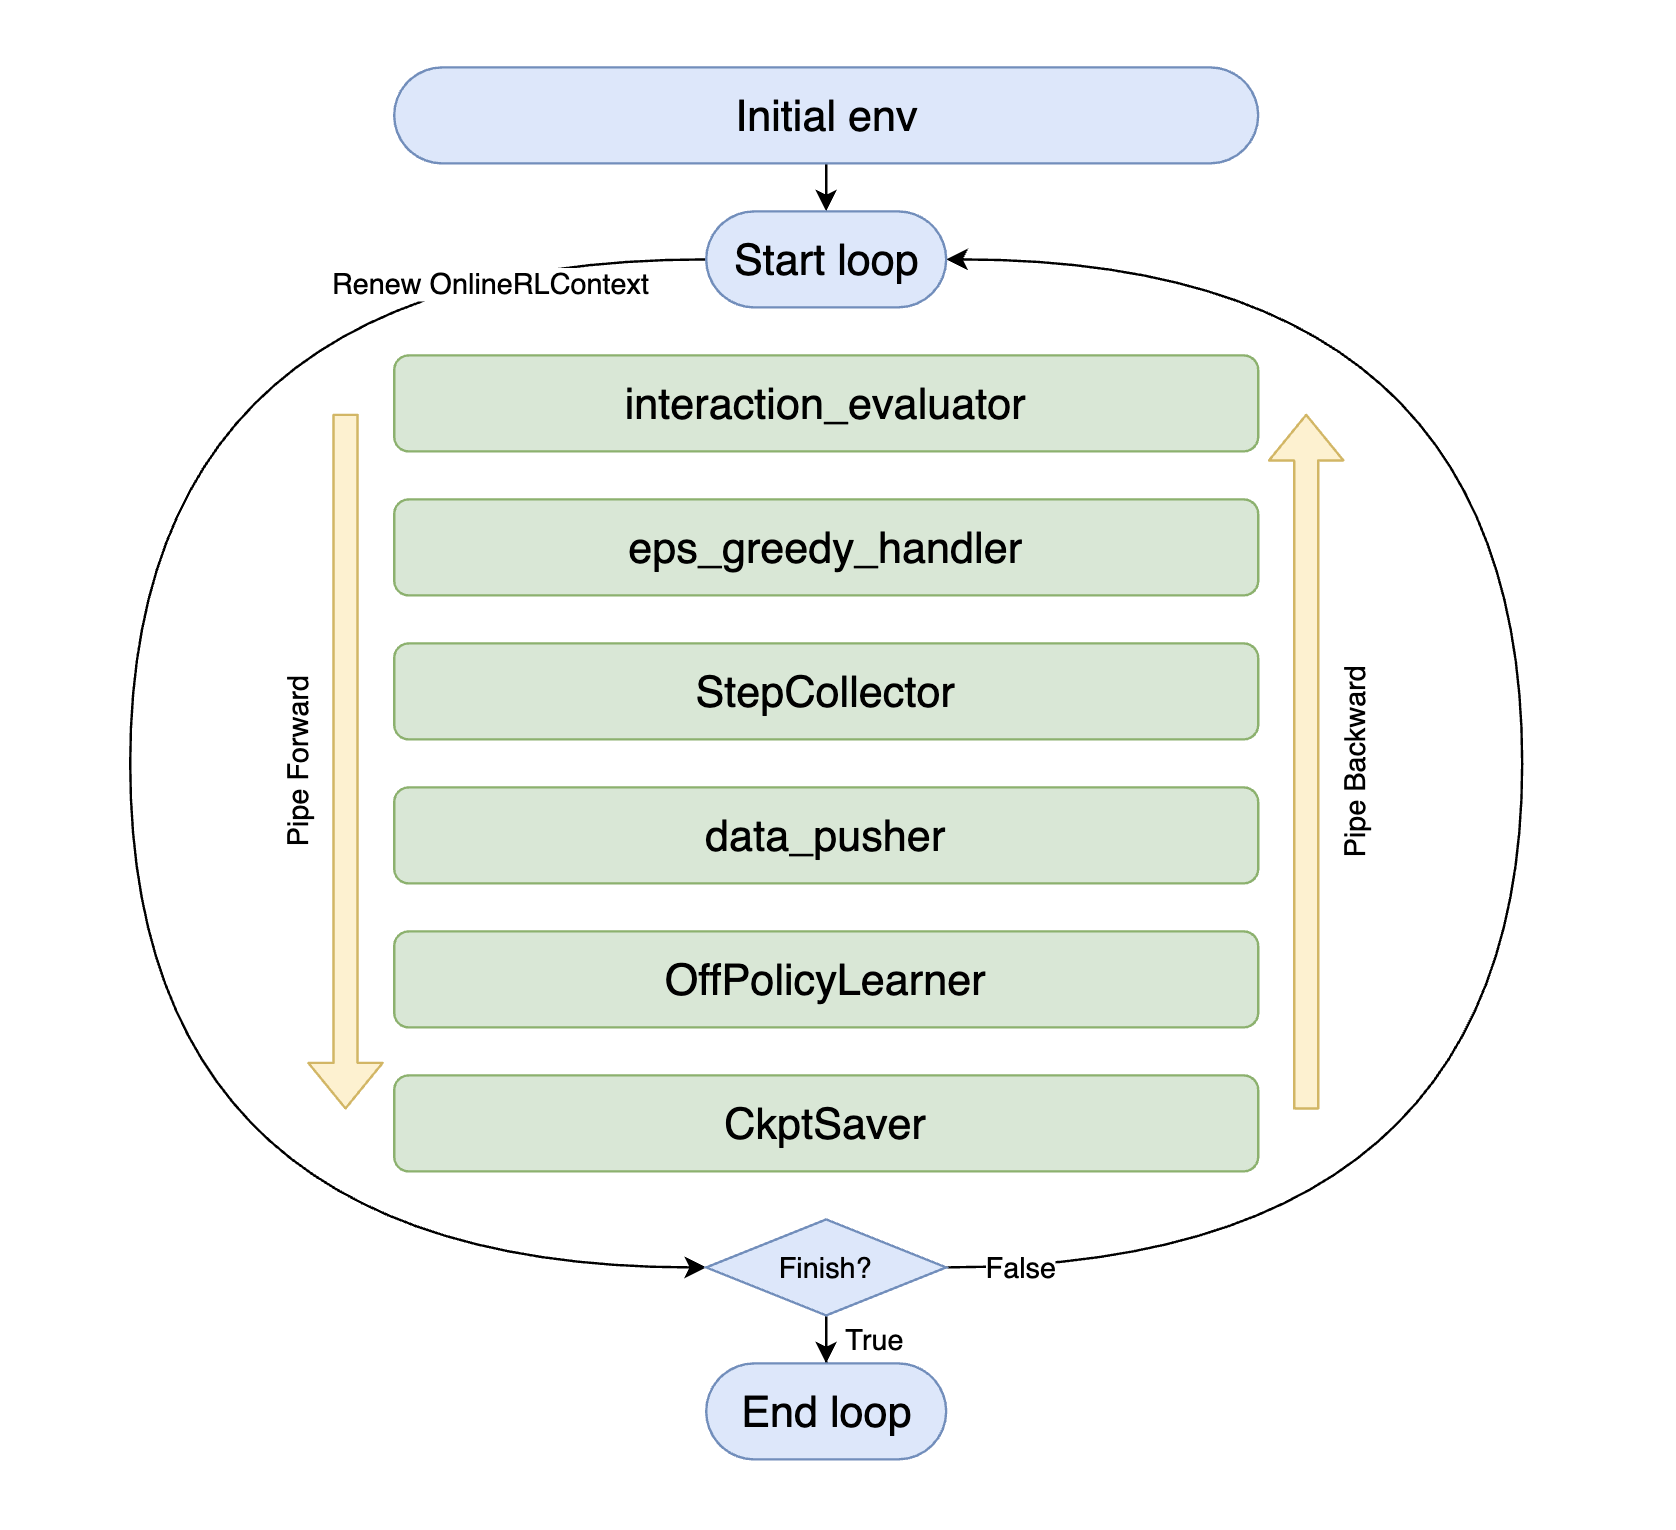 Initial env
Start loop
Renew OnlineRLContext
interaction_evaluator
eps_greedy_handler
StepCollector
Pipe Forward
Pipe Backward
data_pusher
OffPolicyLearner
CkptSaver
Finish?
False
True
End loop